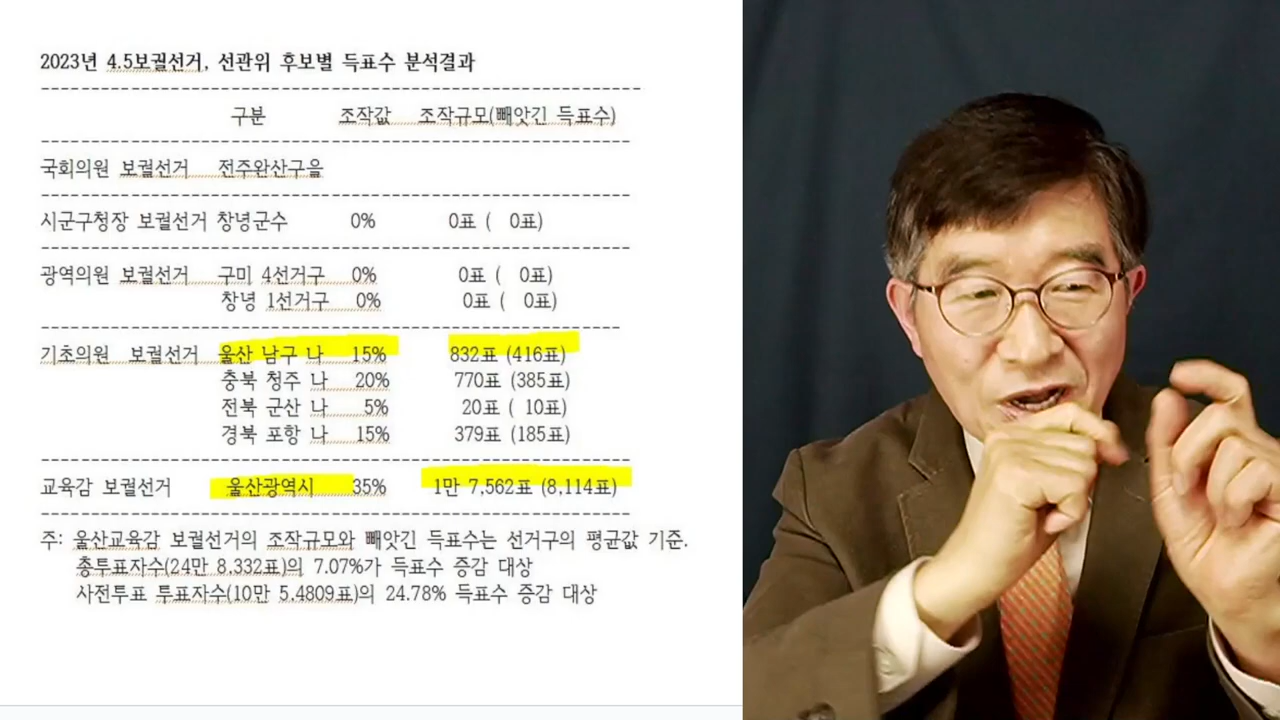 2023년 4.5보궐선거, 선관위 후보별 득표수 분석결과
구분 조작값 조작규모(빼앗긴 득표수)
국회의원 보궐선거 전주완산구을
시군구청장 보궐선거 창녕군수 0% 0표 ( 0표)
광역의원 보궐선거 구미 4선거구 0% 0표 ( 0표)
창녕 1선거구 0% 0표 ( 0표)
기초의원 보궐선거 울산 남구 나 15% 832표 (416표)
충북 청주 나 20% 770표 (385표)
전북 군산 나 5% 20표 ( 10표)
경북 포항 나 15% 379표 (185표)
교육감 보궐선거 울산광역시 35% 1만 7,562표 (8,114표)
주: 울산교육감 보궐선거의 조작규모와 빼앗긴 득표수는 선거구의 평균값 기준.
총투표자수(24만 8,332표)의 7.07%가 득표수 증감 대상
사전투표 투표자수(10만 5.4809표)의 24.78% 득표수 증감 대상